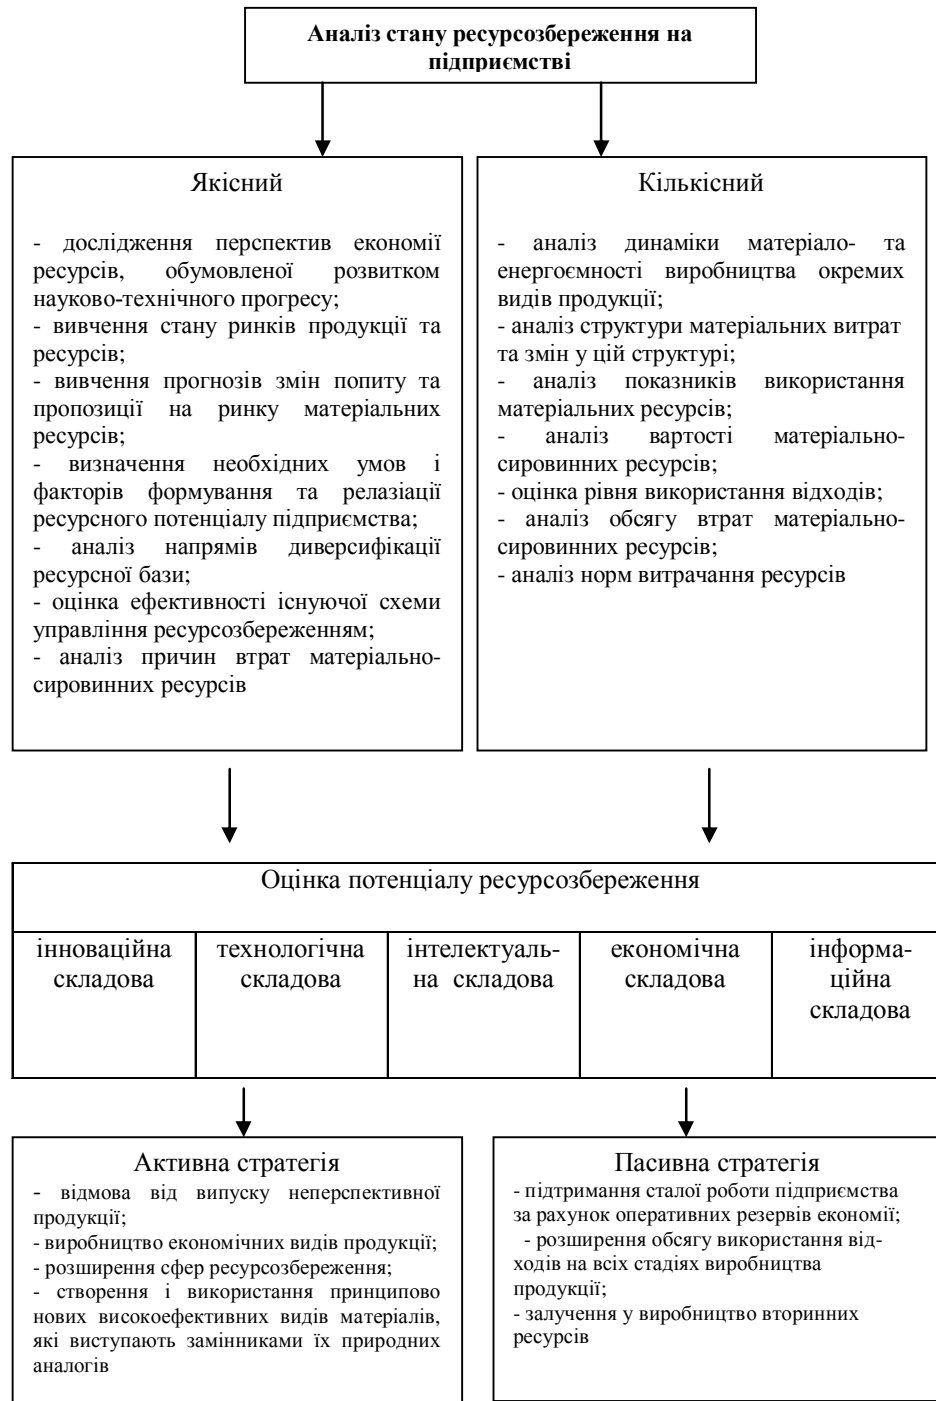 Аналіз стану ресурсозбереження на
підприємстві
Якісний
- дослідження перспектив економії
ресурсів, обумовленої розвитком
науково-технічного прогресу;
- вивчення стану ринків продукції та
ресурсів;
- вивчення прогнозів змін попиту та
пропозиції на ринку матеріальних
ресурсів;
- визначення необхідних умов і
факторів формування та релазіації
ресурсного потенціалу підприємства;
- аналіз напрямів диверсифікації
ресурсної бази;
- оцінка ефективності існуючої схеми
управління ресурсозбереженням;
- аналіз причин втрат матеріально-
сировинних ресурсів
Кількісний
- аналіз динаміки матеріало- та
енергоємності виробництва окремих
видів продукції;
- аналіз структури матеріальних витрат
та змін у цій структурі;
- аналіз показників використання
матеріальних ресурсів;
- аналіз вартості матеріально-
сировинних ресурсів;
- оцінка рівня використання відходів;
- аналіз обсягу втрат матеріально-
сировинних ресурсів;
- аналіз норм витрачання ресурсів
Оцінка потенціалу ресурсозбереження
інноваційна
складова
технологічна
складова
інтелектуаль-
на складова
економічна
складова
інформа-
ційна
складова
Активна стратегія
- відмова від випуску неперспективної
продукції;
- виробництво економічних видів продукції;
- розширення сфер ресурсозбереження;
- створення і використання принципово
нових високоефективних видів матеріалів,
які виступають замінниками їх природних
аналогів
Пасивна стратегія
- підтримання сталої роботи підприємства
за рахунок оперативних резервів економії;
- розширення обсягу використання від-
ходів на всіх стадіях виробництва
продукції;
- залучення у виробництво вторинних
ресурсів